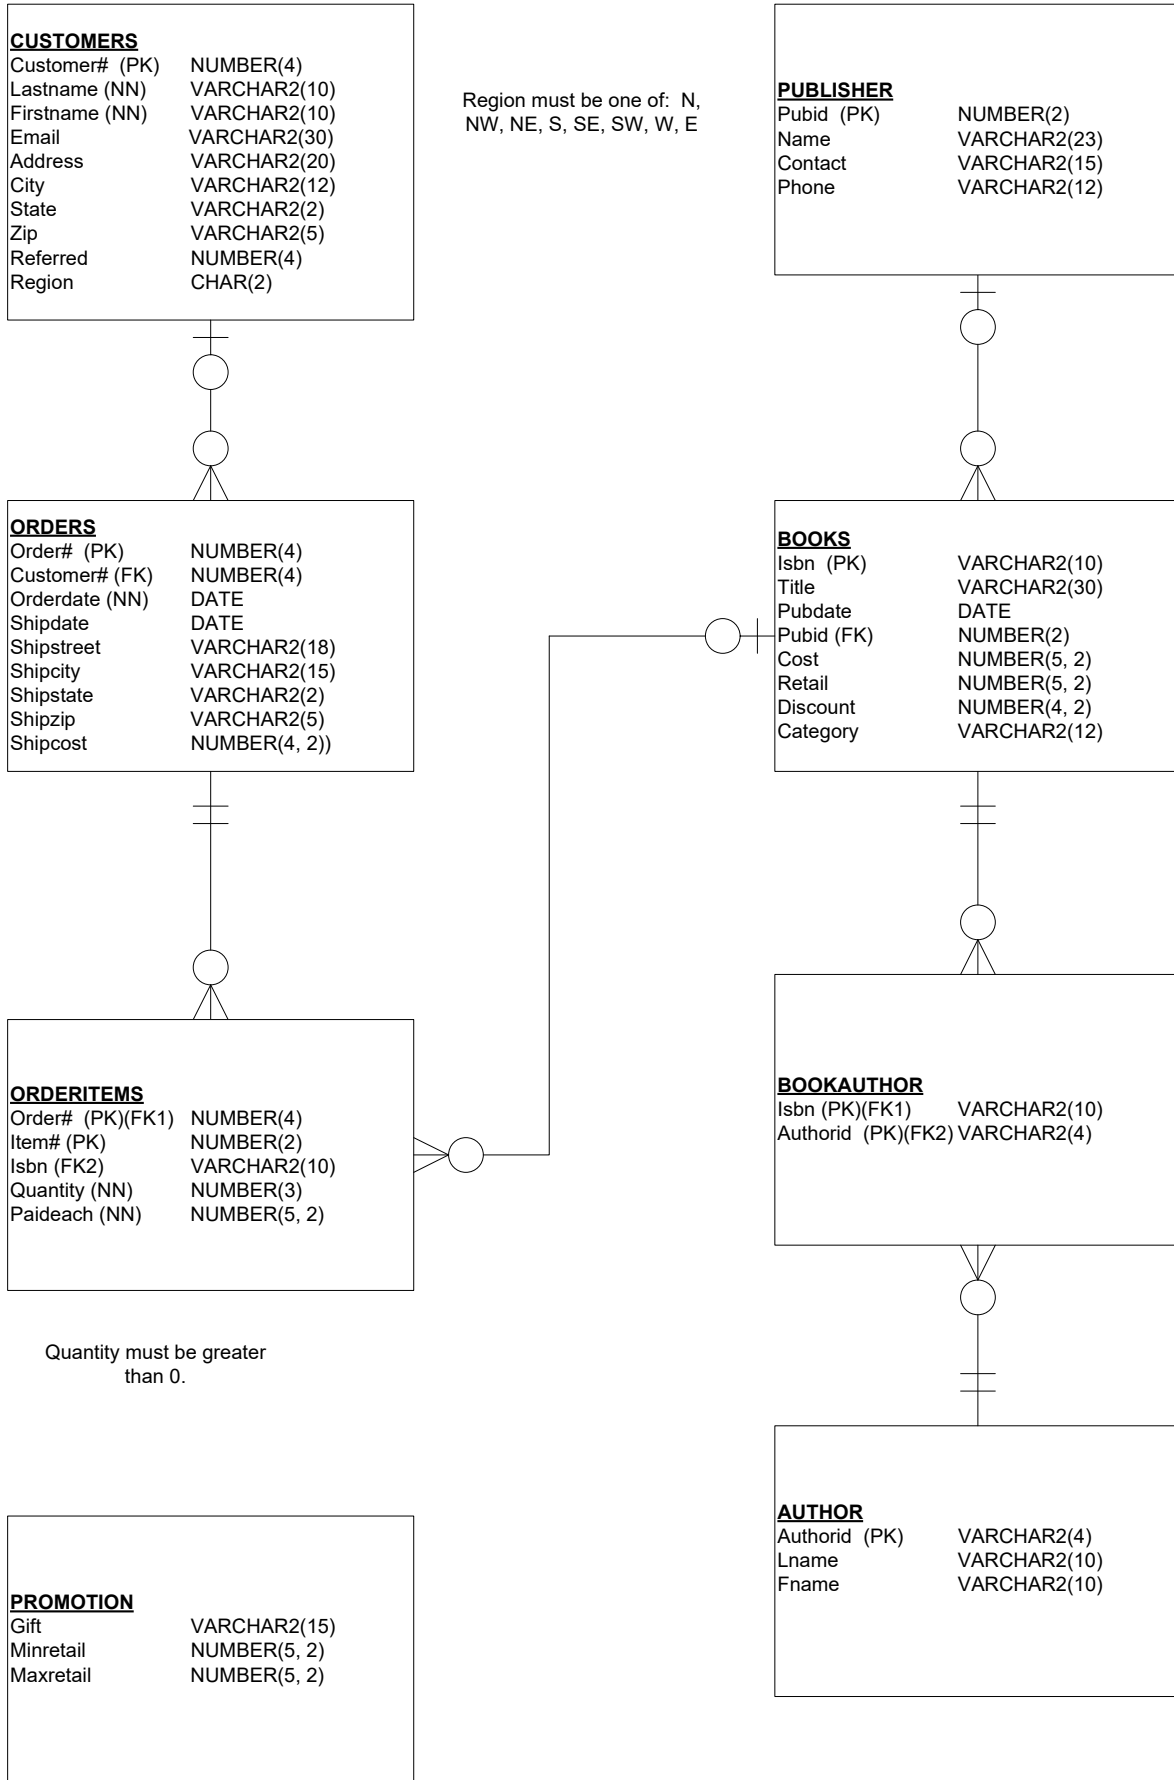 CUSTOMERS
Customer# (PK) NUMBER(4)
Lastname (NN) VARCHAR2(10)
Firstname (NN) VARCHAR2(10)
Email VARCHAR2(30)
Address VARCHAR2(20)
City VARCHAR2(12)
State VARCHAR2(2)
Zip VARCHAR2(5)
Referred NUMBER(4)
Region CHAR(2)
Region must be one of: N,
NW, NE, S, SE, SW, W, E
PUBLISHER
Pubid (PK) NUMBER(2)
Name VARCHAR2(23)
Contact VARCHAR2(15)
Phone VARCHAR2(12)
ORDERS
Order# (PK) NUMBER(4)
Customer# (FK) NUMBER(4)
Orderdate (NN) DATE
Shipdate DATE
Shipstreet VARCHAR2(18)
Shipcity VARCHAR2(15)
Shipstate VARCHAR2(2)
Shipzip VARCHAR2(5)
Shipcost NUMBER(4, 2))
BOOKS
Isbn (PK) VARCHAR2(10)
Title VARCHAR2(30)
Pubdate DATE
Pubid (FK) NUMBER(2)
Cost NUMBER(5, 2)
Retail NUMBER(5, 2)
Discount NUMBER(4, 2)
Category VARCHAR2(12)
ORDERITEMS
Order# (PK)(FK1) NUMBER(4)
Item# (PK) NUMBER(2)
Isbn (FK2) VARCHAR2(10)
Quantity (NN) NUMBER(3)
Paideach (NN) NUMBER(5, 2)
BOOKAUTHOR
Isbn (PK)(FK1) VARCHAR2(10)
Authorid (PK)(FK2) VARCHAR2(4)
Quantity must be greater
than 0.
PROMOTION
Gift VARCHAR2(15)
Minretail NUMBER(5, 2)
Maxretail NUMBER(5, 2)
AUTHOR
Authorid (PK) VARCHAR2(4)
Lname VARCHAR2(10)
Fname VARCHAR2(10)